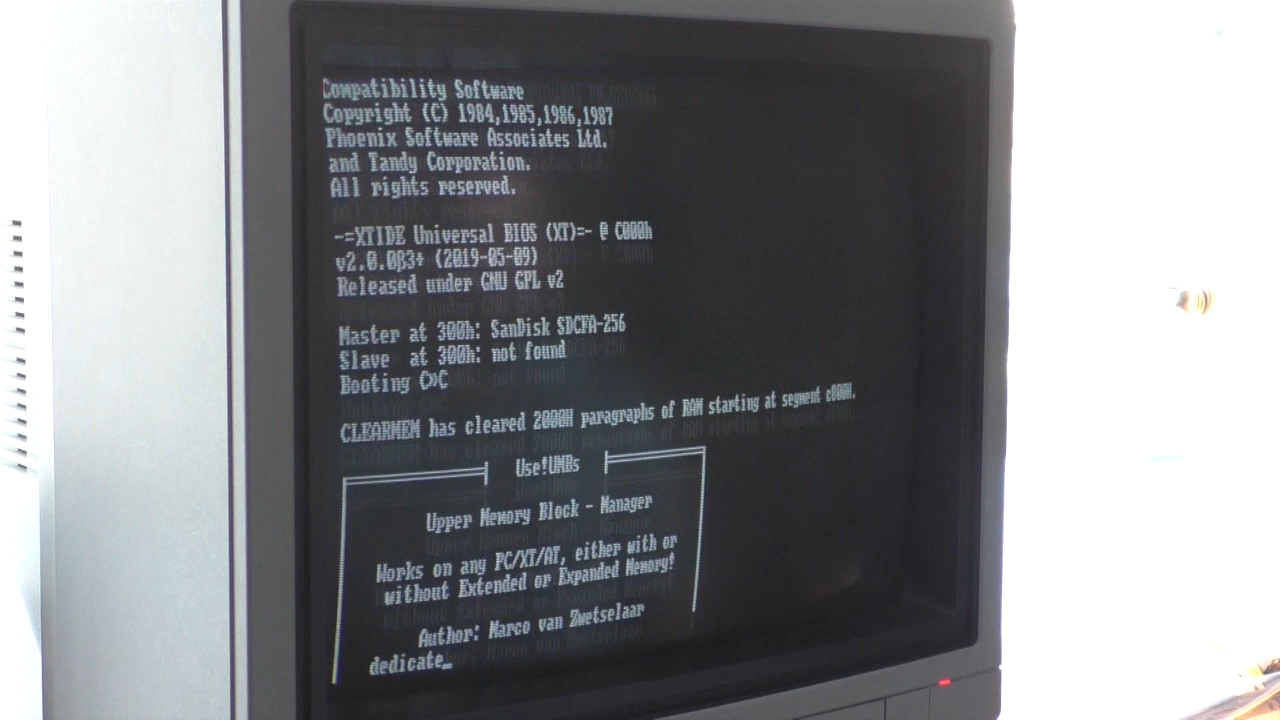 Compatibility Software
Copyright (C) 1984,1985,1986,1987
Phoenix Software Associates Ltd.
and Tandy Corporation.
All rights reserved.
-=XTIDE Universal BIOS (XT)=- @ C000h
v2.0.0β3+ (2019-05-09)
Released under GNU GPL v2
Master at 300h: SanDisk SDCFA-256
Slave at 300h: not found
Booting C»C
CLEARMEM has cleared 2000H paragraphs of RAM starting at segment c800H.
Use!UMBs
Upper Memory Block - Manager
Works on any PC/XT/AT, either with or
without Extended or Expanded Memory!
Author: Marco van Zwetselaar
dedicate_